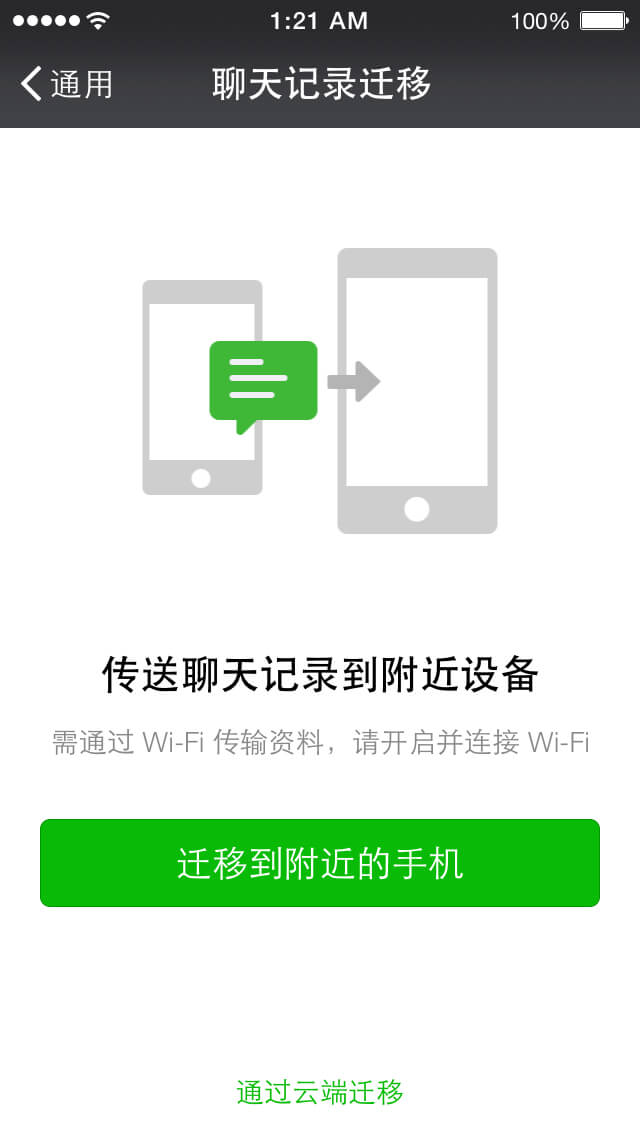 1:21 AM 100%
通用 聊天记录迁移
传送聊天记录到附近设备
需通过 Wi-Fi 传输资料，请开启并连接 Wi-Fi
迁移到附近的手机
通过云端迁移